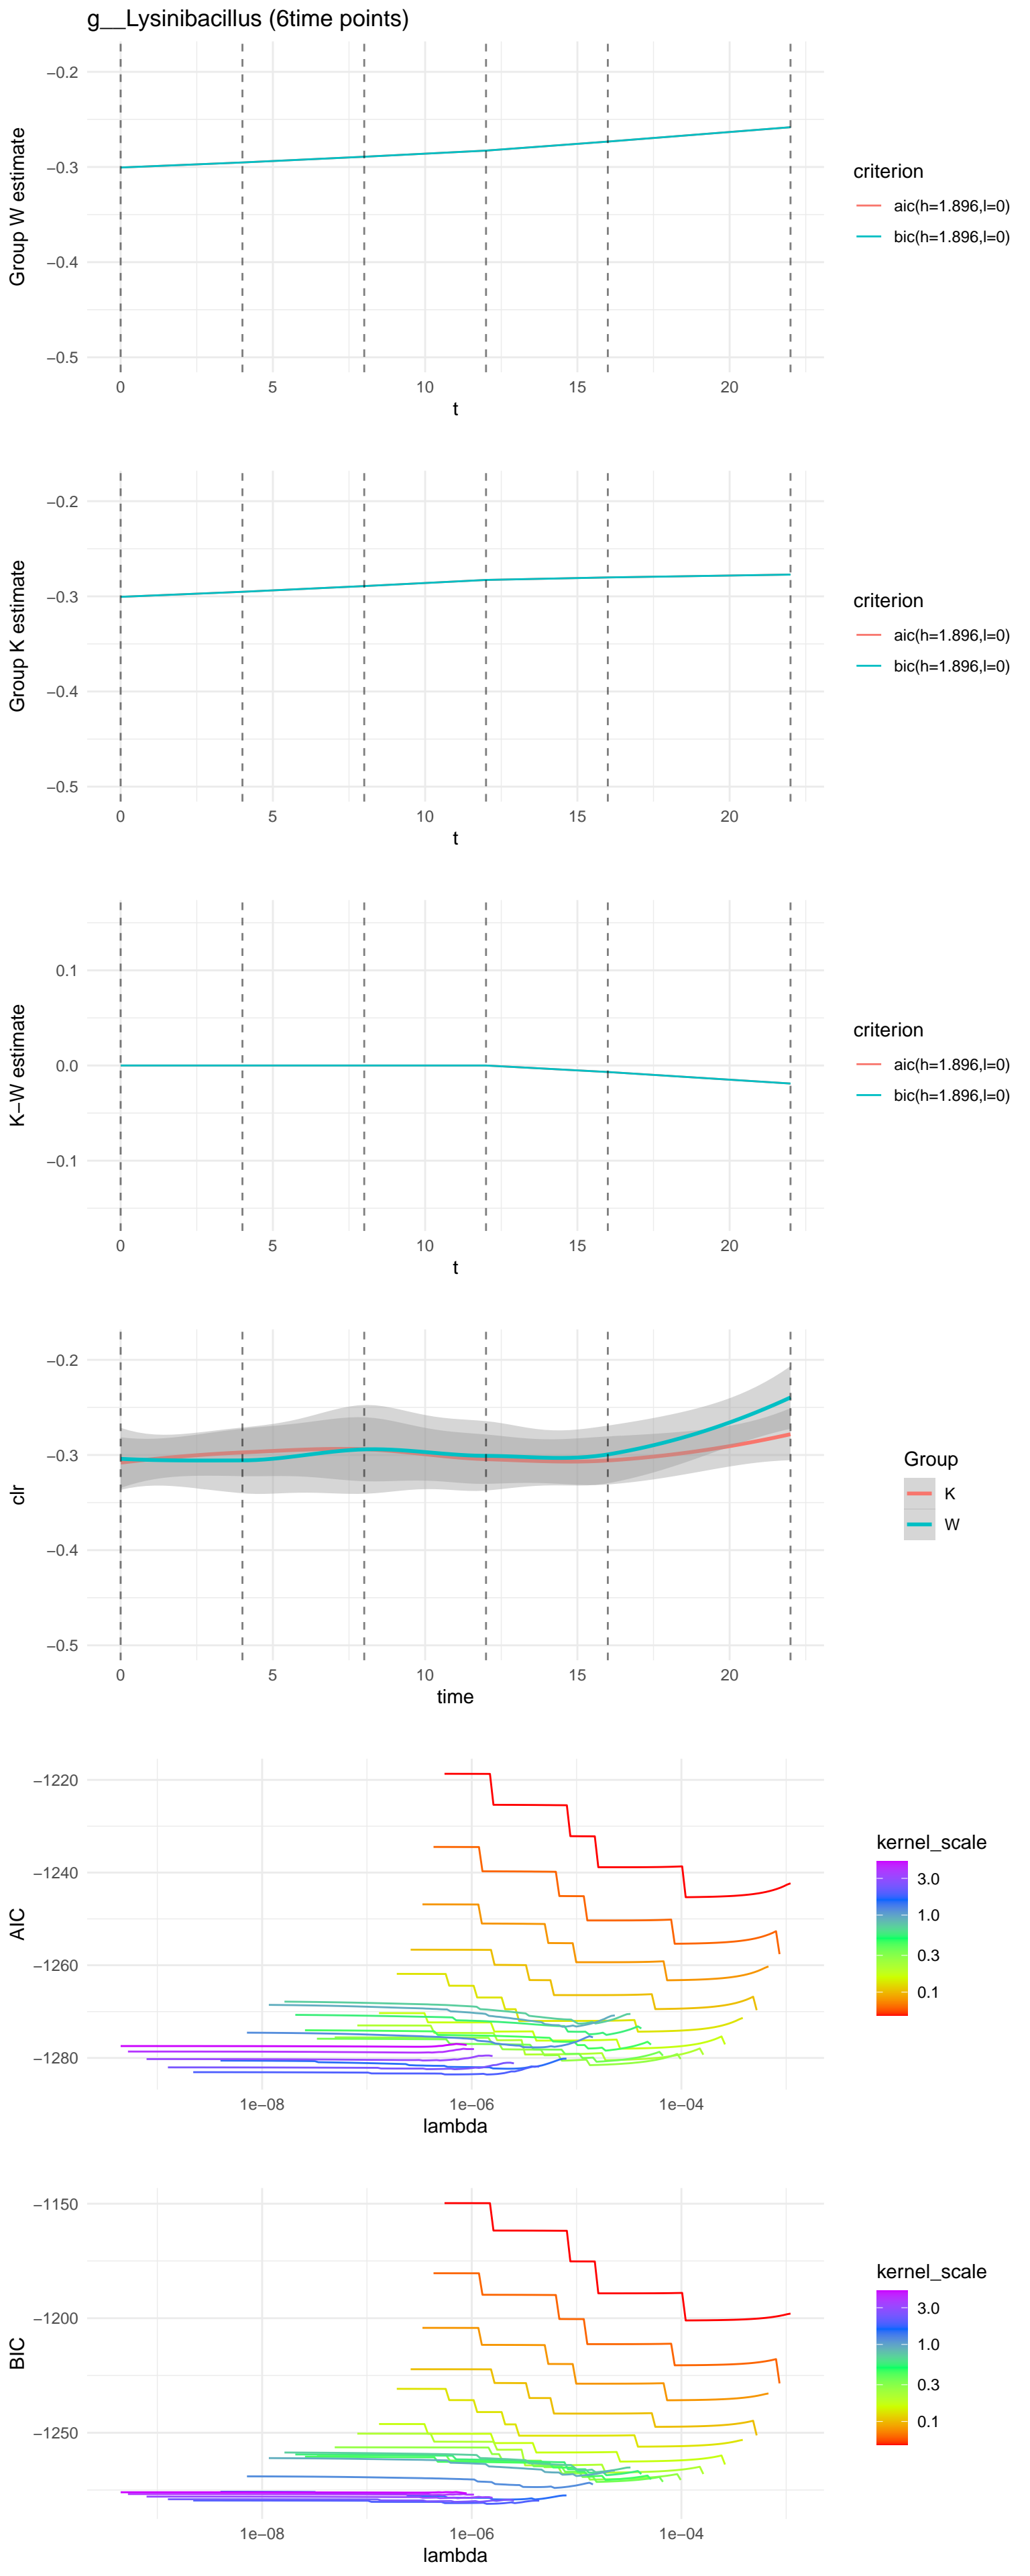 g__Lysinibacillus (6time points)
Group W estimate
−0.2
−0.3
−0.4
−0.5
0 5 10 15 20
t
criterion
aic(h=1.896,l=0)
bic(h=1.896,l=0)
Group K estimate
−0.2
−0.3
−0.4
−0.5
0 5 10 15 20
t
criterion
aic(h=1.896,l=0)
bic(h=1.896,l=0)
K−W estimate
0.1
0.0
−0.1
0 5 10 15 20
t
criterion
aic(h=1.896,l=0)
bic(h=1.896,l=0)
clr
−0.2
−0.3
−0.4
−0.5
0 5 10 15 20
time
Group
K
W
AIC
−1220
−1240
−1260
−1280
1e−08 1e−06 1e−04
lambda
kernel_scale
3.0
1.0
0.3
0.1
BIC
−1150
−1200
−1250
1e−08 1e−06 1e−04
lambda
kernel_scale
3.0
1.0
0.3
0.1